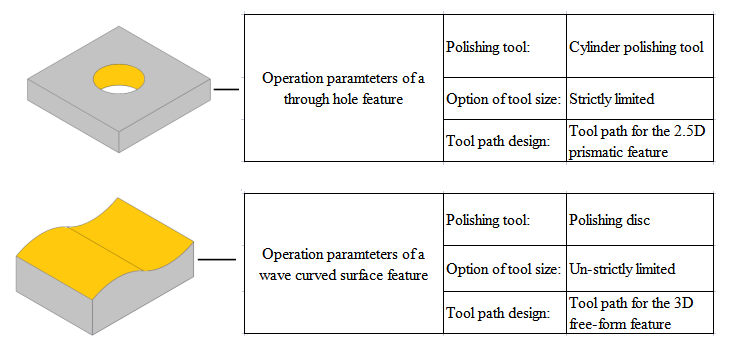 Operation paramteters of a
through hole feature
Polishing tool:
Cylinder polishing tool
Option of tool size:
Strictly limited
Tool path design:
Tool path for the 2.5D
prismatic feature
Operation paramteters of a
wave curved surface feature
Polishing tool:
Polishing disc
Option of tool size:
Un-strictly limited
Tool path design:
Tool path for the 3D
free-form feature